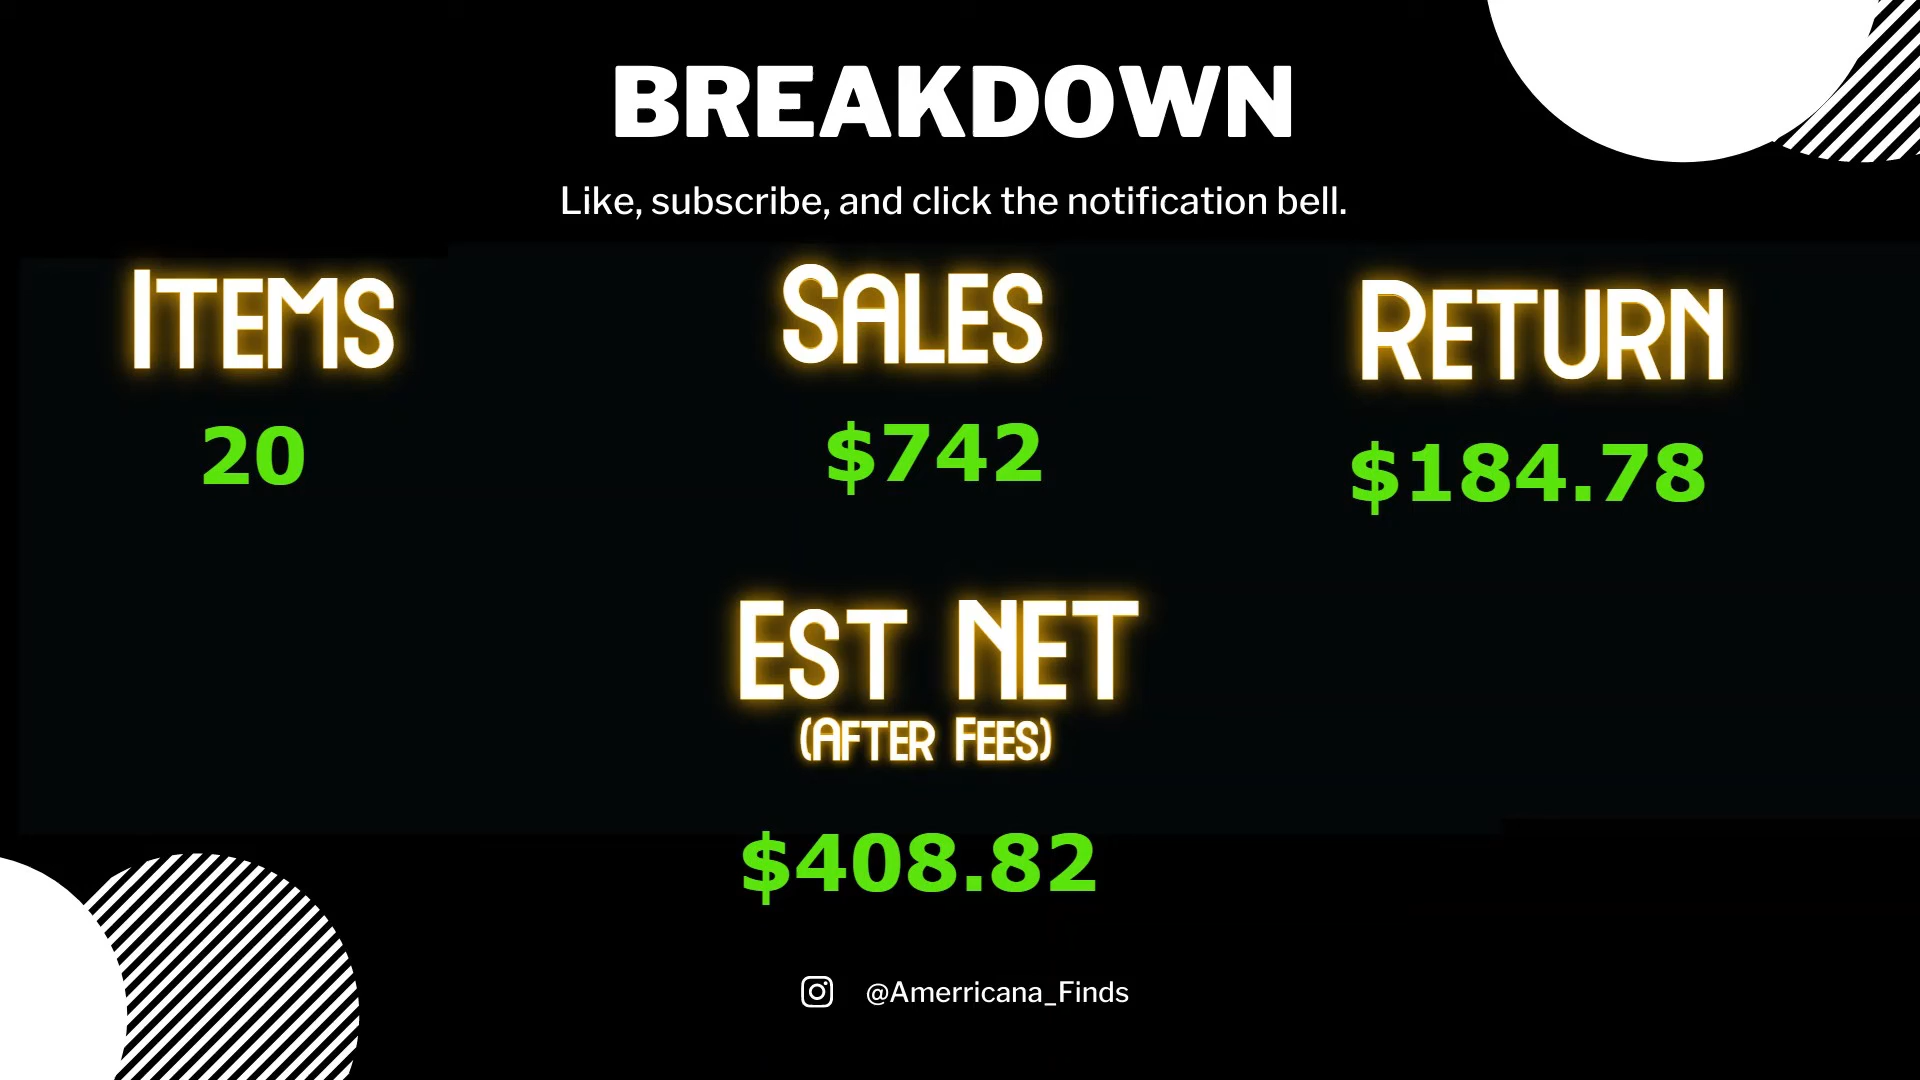 BREAKDOWN
Like, subscribe, and click the notification bell.
Items Sales Return
20 $742 $184.78
Est NET
(After Fees)
$408.82
@Amerricana_Finds